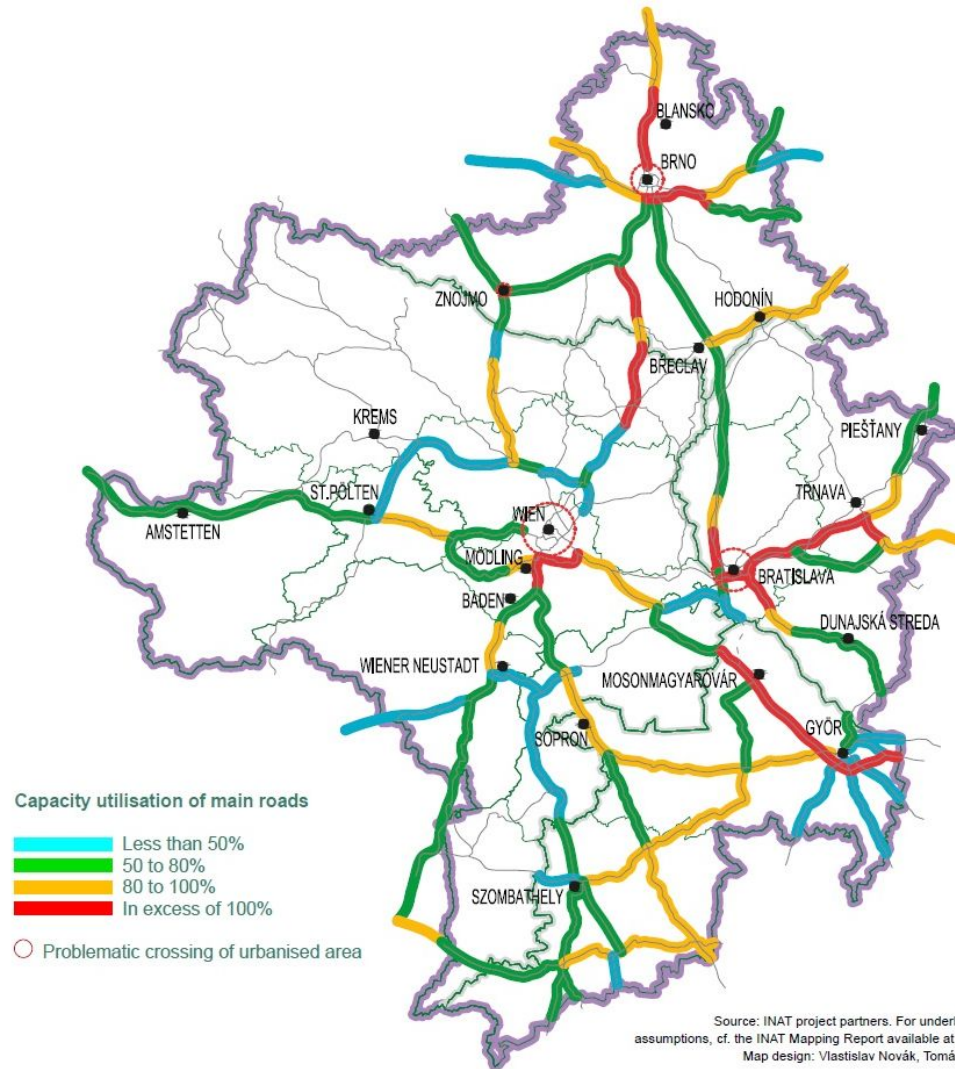 BLANSKO
BRNO
ZNOJMO
HODONÍN
BŘECLAV
KREMS
PIEŠŤANY
ST.PÖLTEN
TRNAVA
WIEN
AMSTETTEN
MÖDLING
BRATISLAVA
BADEN
DUNAJSKÁ STREDA
WIENER NEUSTADT
MOSONMAGYARÓVÁR
SOPRON
GYÖR
Capacity utilisation of main roads
Less than 50%
50 to 80%
80 to 100%
In excess of 100%
SZOMBATHELY
Problematic crossing of urbanised area
Source: INAT project partners. For underl
assumptions, cf. the INAT Mapping Report available at
Map design: Vlastislav Novák, Tomá